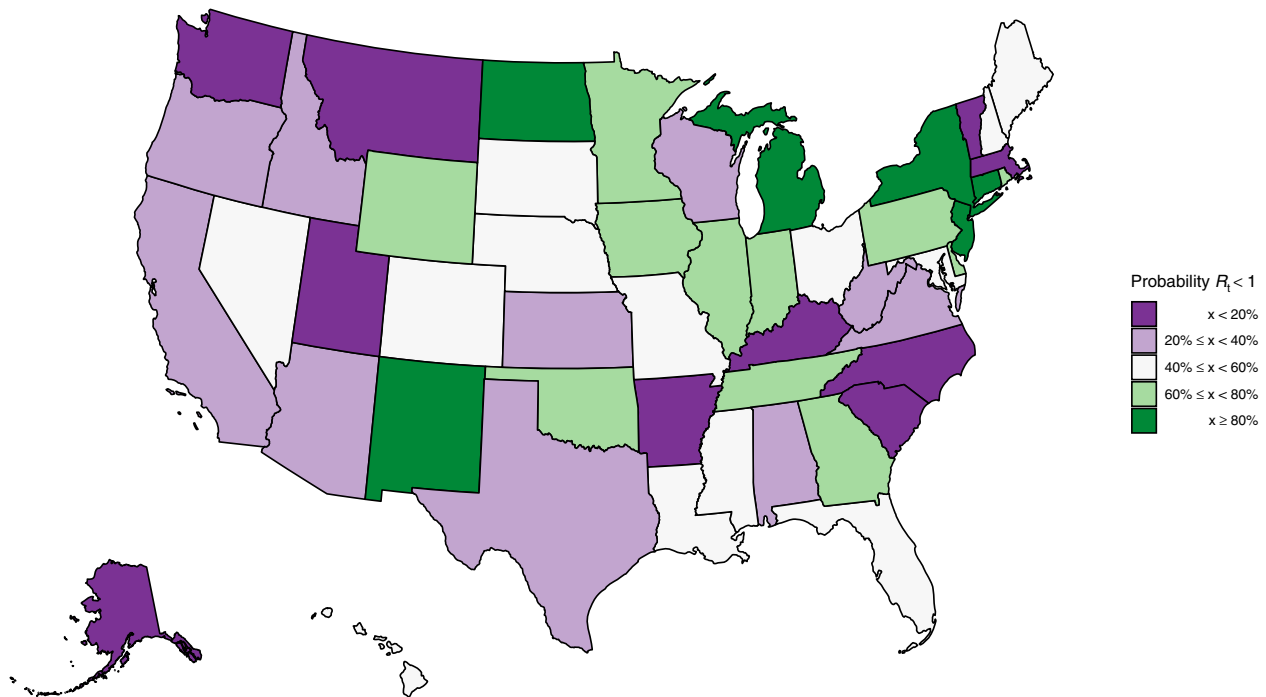 Probability Rt < 1
x < 20%
20% ≤ x < 40%
40% ≤ x < 60%
60% ≤ x < 80%
x ≥ 80%